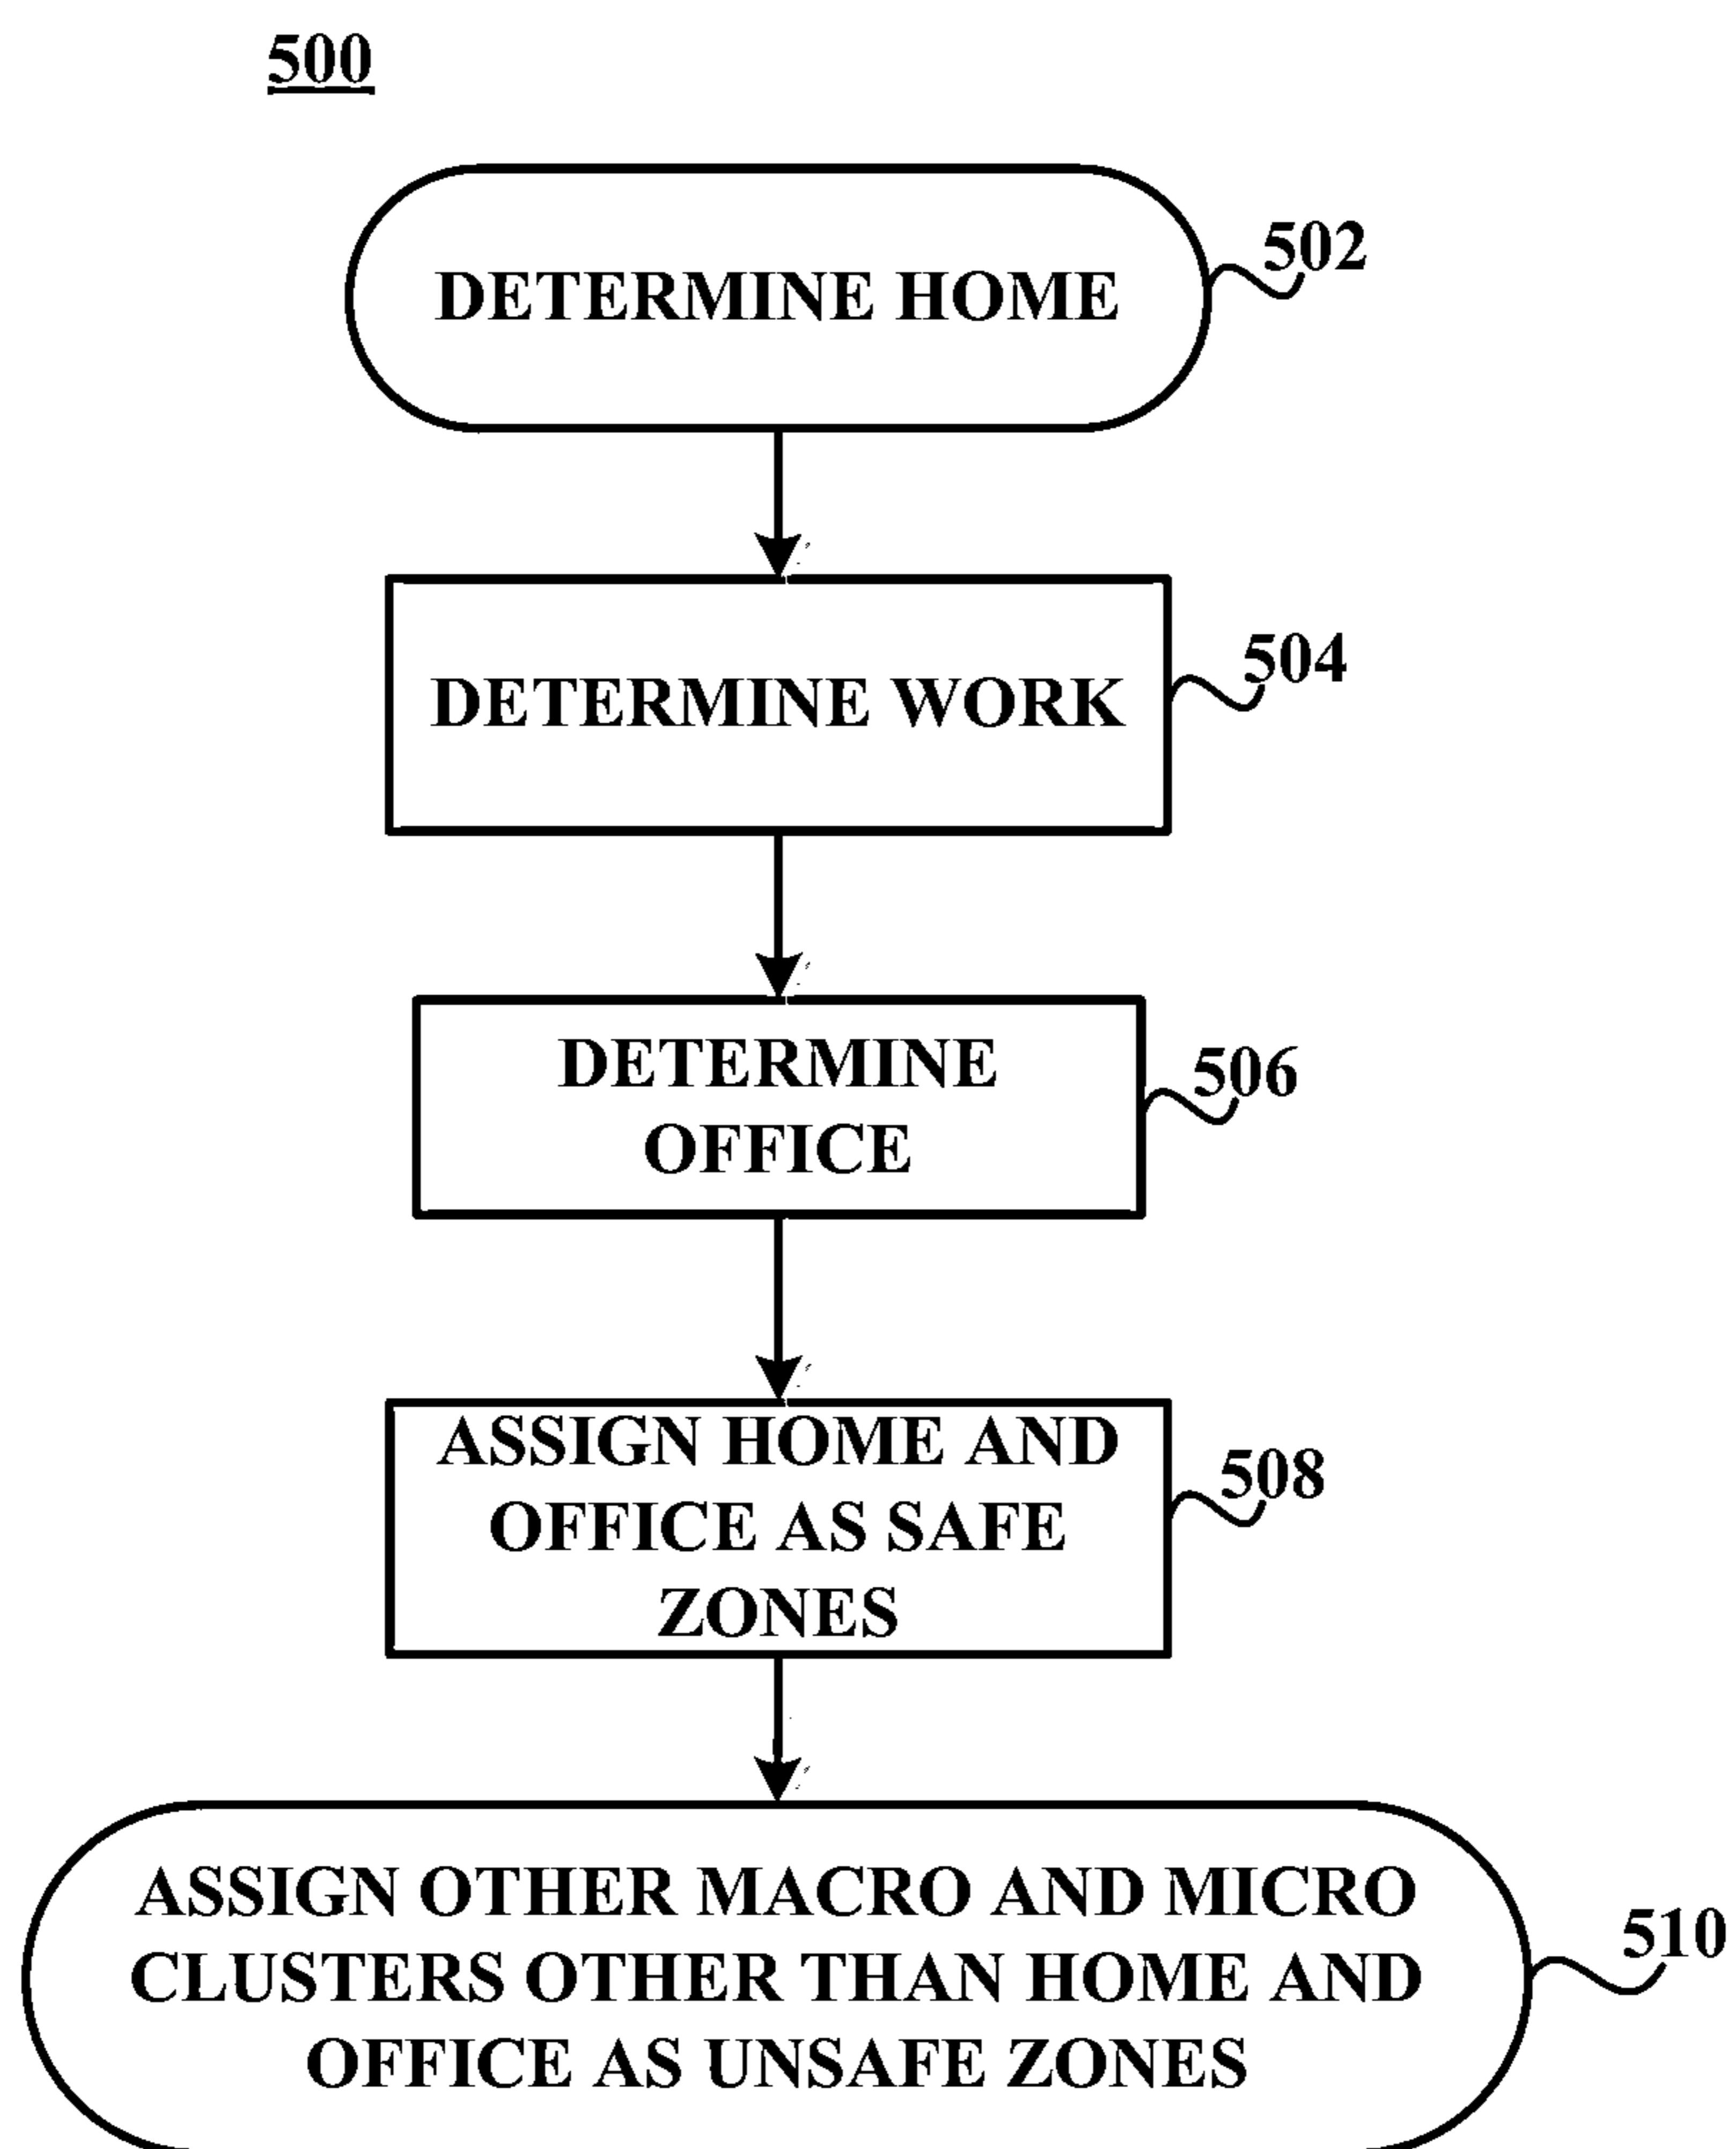 500
DETERMINE HOME
502
DETERMINE WORK
504
DETERMINE
OFFICE
506
ASSIGN HOME AND
OFFICE AS SAFE
ZONES
508
ASSIGN OTHER MACRO AND MICRO
CLUSTERS OTHER THAN HOME AND
OFFICE AS UNSAFE ZONES
510